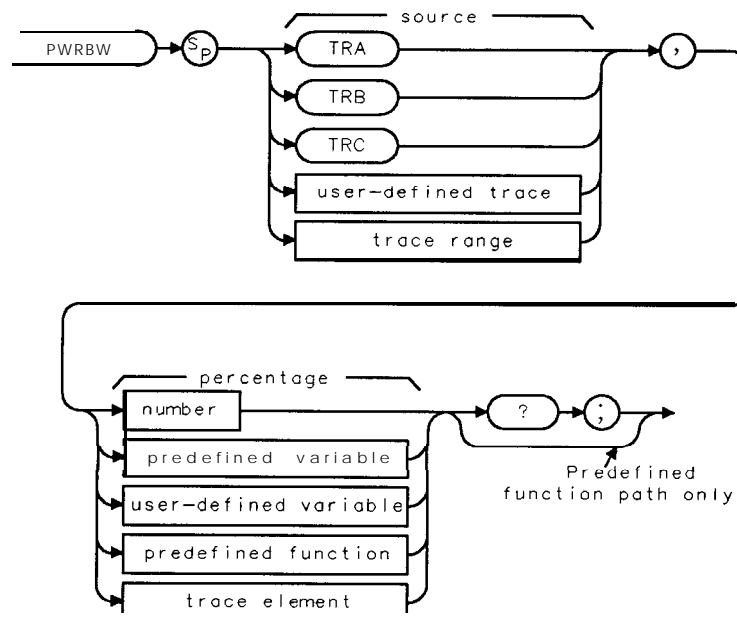 source
PWRBW
SP
TRA
,
TRB
TRC
user-defined trace
trace range
percentage
number
?
;
predefined variable
Predefined
function path only
user-defined variable
predefined function
trace element